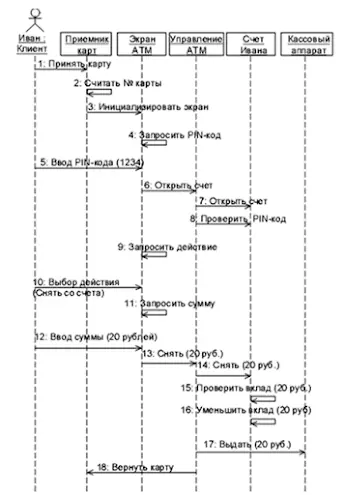 Иван :
Клиент
Приемник
карт
Экран
АТМ
Управление
АТМ
Счет
Ивана
Кассовый
аппарат
1: Принять карту
2: Считать № карты
3: Инициализировать экран
4: Запросить PIN-код
5: Ввод PIN-кода (1234)
6: Открыть счет
7: Открыть счет
8: Проверить PIN-код
9: Запросить действие
10: Выбор действия
(Снять со счета)
11: Запросить сумму
12: Ввод суммы (20 рублей)
13: Снять (20 руб.)
14: Снять (20 руб.)
15: Проверить вклад (20 руб.)
16: Уменьшить вклад (20 руб)
17: Выдать (20 руб.)
18: Вернуть карту